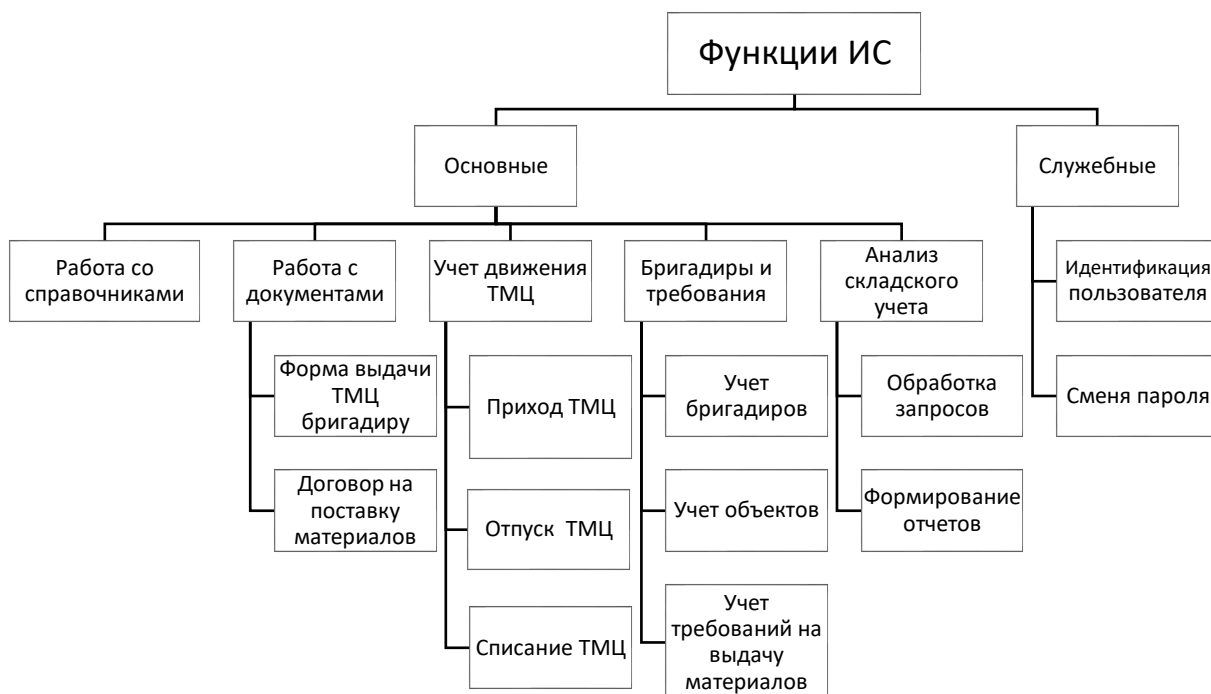 Функции ИС
Основные
Служебные
Работа со
справочниками
Работа с
документами
Учет движения
ТМЦ
Бригадиры и
требования
Анализ
складского
учета
Идентификация
пользователя
Форма выдачи
ТМЦ
бригадиру
Приход ТМЦ
Учет
бригадиров
Обработка
запросов
Сменя пароля
Договор на
поставку
материалов
Отпуск ТМЦ
Учет объектов
Формирование
отчетов
Списание ТМЦ
Учет
требований на
выдачу
материалов